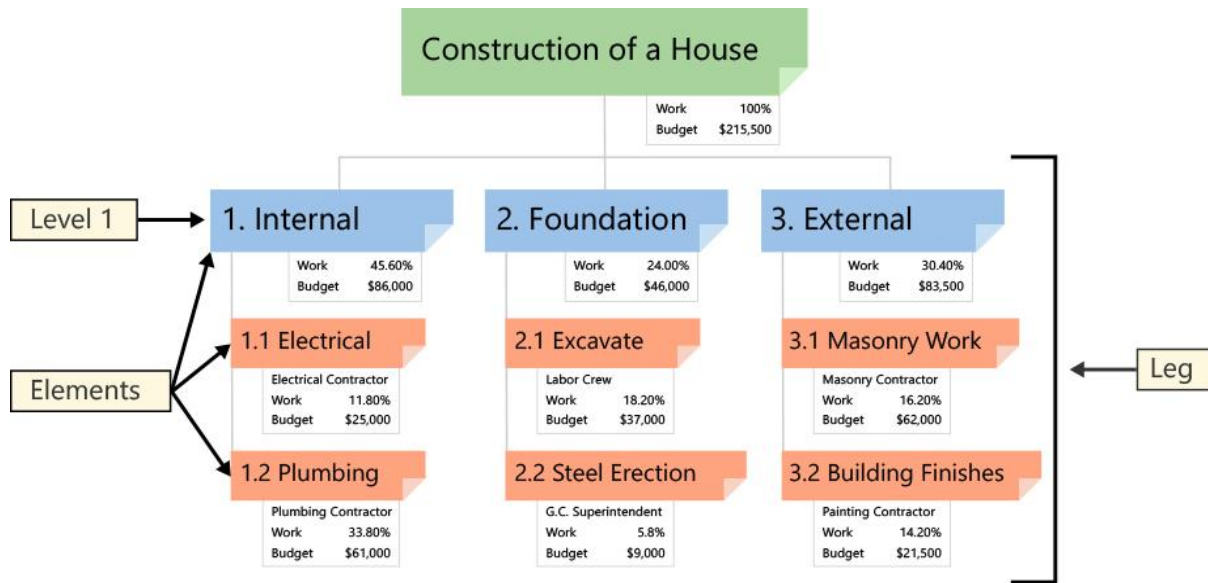 Construction of a House
Work 100%
Budget $215,500
Level 1
1. Internal
Work 45.60%
Budget $86,000
2. Foundation
Work 24.00%
Budget $46,000
3. External
Work 30.40%
Budget $83,500
Elements
1.1 Electrical
Electrical Contractor
Work 11.80%
Budget $25,000
1.2 Plumbing
Plumbing Contractor
Work 33.80%
Budget $61,000
2.1 Excavate
Labor Crew
Work 18.20%
Budget $37,000
2.2 Steel Erection
G.C. Superintendent
Work 5.8%
Budget $9,000
3.1 Masonry Work
Masonry Contractor
Work 16.20%
Budget $62,000
3.2 Building Finishes
Painting Contractor
Work 14.20%
Budget $21,500
Leg